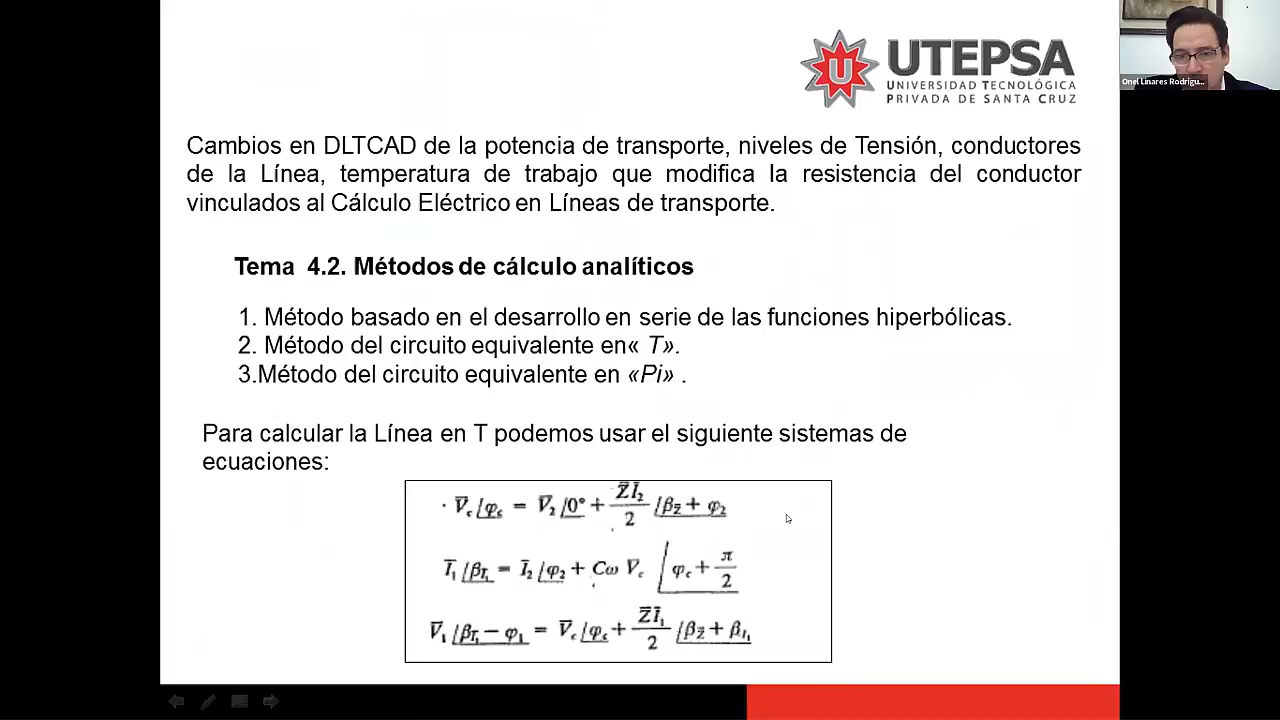 UTEPSA
UNIVERSIDAD TECNOLÓGICA
PRIVADA DE SANTA CRUZ
Onel Linares Rodrigu...
Cambios en DLTCAD de la potencia de transporte, niveles de Tensión, conductores
de la Línea, temperatura de trabajo que modifica la resistencia del conductor
vinculados al Cálculo Eléctrico en Líneas de transporte.
Tema 4.2. Métodos de cálculo analíticos
1. Método basado en el desarrollo en serie de las funciones hiperbólicas.
2. Método del circuito equivalente en« T».
3.Método del circuito equivalente en «Pi» .
Para calcular la Línea en T podemos usar el siguiente sistemas de
ecuaciones:
V̄c /φc = V̄2 /0° + Z̄Ī2/2 /βz̄ + φ2
Ī1 /βĪ1 = Ī2 /φ2 + Cω V̄c /φc + π/2
V̄1 /βĪ1 − φ1 = V̄c /φc + Z̄Ī1/2 /βz̄ + βI1